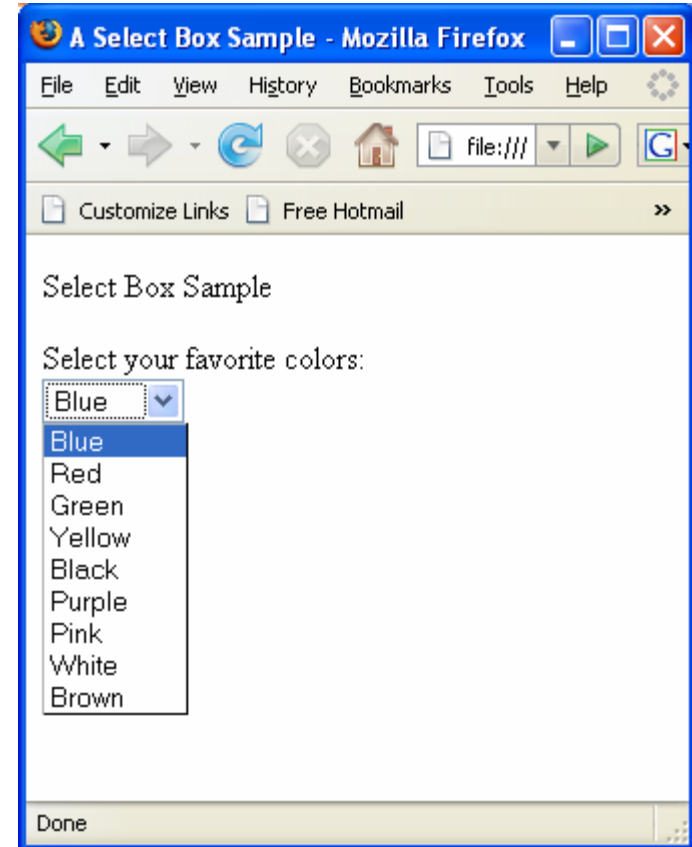 A Select Box Sample - Mozilla Firefox
File Edit View History Bookmarks Tools Help
file:/// G
Customize Links Free Hotmail »
Select Box Sample
Select your favorite colors:
Blue
Blue
Red
Green
Yellow
Black
Purple
Pink
White
Brown
Done